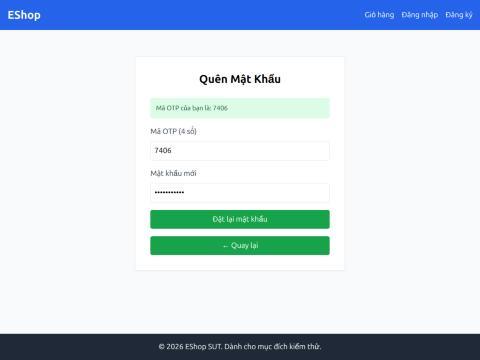 EShop
Giỏ hàng Đăng nhập Đăng ký
Quên Mật Khẩu
Mã OTP của bạn là: 7406
Mã OTP (4 số)
7406
Mật khẩu mới
•••••••••••
Đặt lại mật khẩu
← Quay lại
© 2026 EShop SUT. Dành cho mục đích kiểm thử.